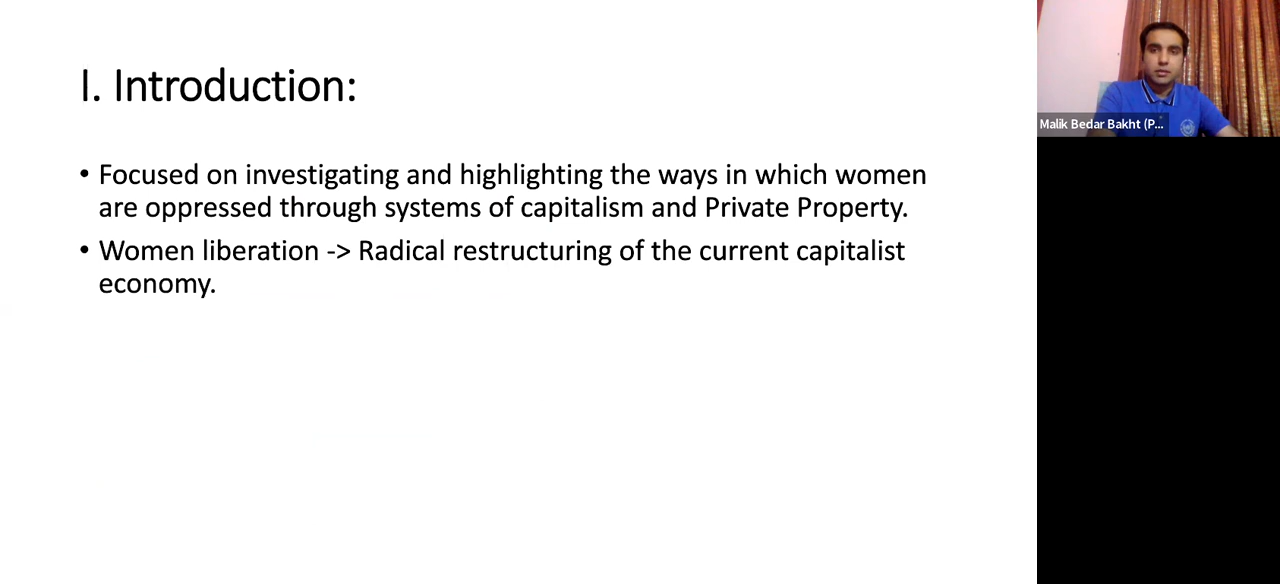 I. Introduction:
• Focused on investigating and highlighting the ways in which women
are oppressed through systems of capitalism and Private Property.
• Women liberation -> Radical restructuring of the current capitalist
economy.
Malik Bedar Bakht (P...